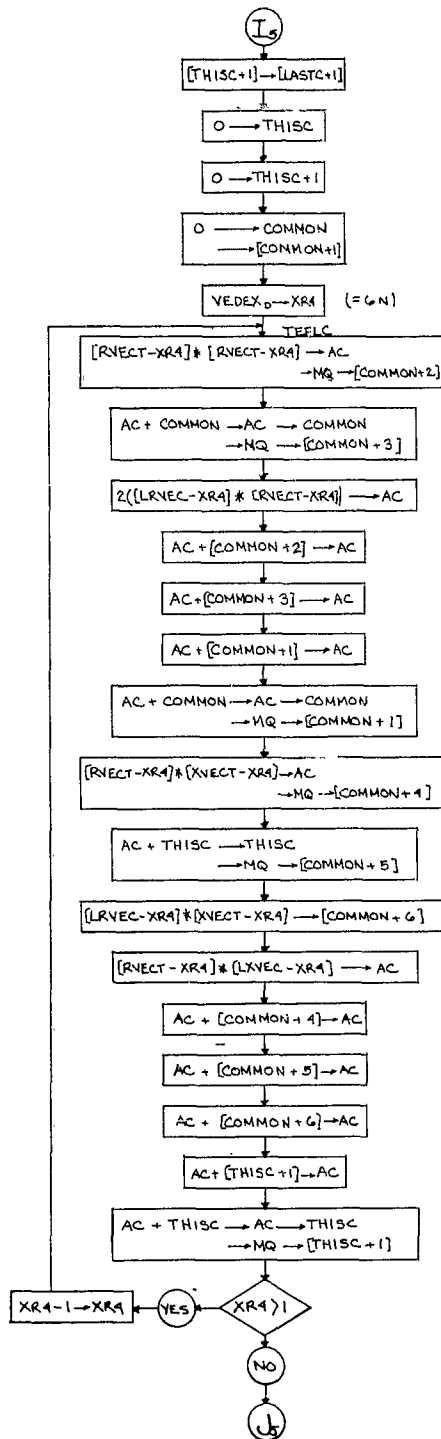 I5
[THISC+1]→[LASTC+1]
O → THISC
O → THISC+1
O → COMMON
→[COMMON+1]
VEDEX D → XR4 (=6N)
TEFLC
[RVECT-XR4]* [RVECT-XR4] → AC
→MQ →[COMMON+2]
AC + COMMON → AC → COMMON
→ MQ → [COMMON+3]
2([LRVEC-XR4] * [RVECT-XR4]) → AC
AC+[COMMON+2] → AC
AC+[COMMON+3] → AC
AC+[COMMON+1] → AC
AC + COMMON → AC → COMMON
→ MQ → [COMMON+1]
[RVECT-XR4]*[XVECT-XR4]→AC
→MQ →[COMMON+4]
AC + THISC → THISC
→ MQ → [COMMON+5]
[LRVEC-XR4]*[XVECT-XR4] → [COMMON+6]
[RVECT-XR4]*[LXVEC-XR4] → AC
AC + [COMMON+4]→AC
AC + [COMMON+5]→AC
AC + [COMMON+6]→AC
AC+[THISC+1]→AC
AC + THISC → AC → THISC
→ MQ → [THISC+1]
XR4-1→XR4
YES
XR4>1
NO
J5